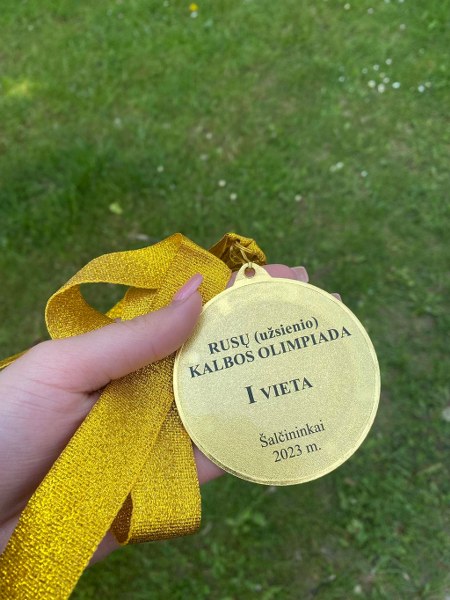 RUSŲ (užsienio)
KALBOS OLIMPIADA
I VIETA
Šalčininkai
2023 m.